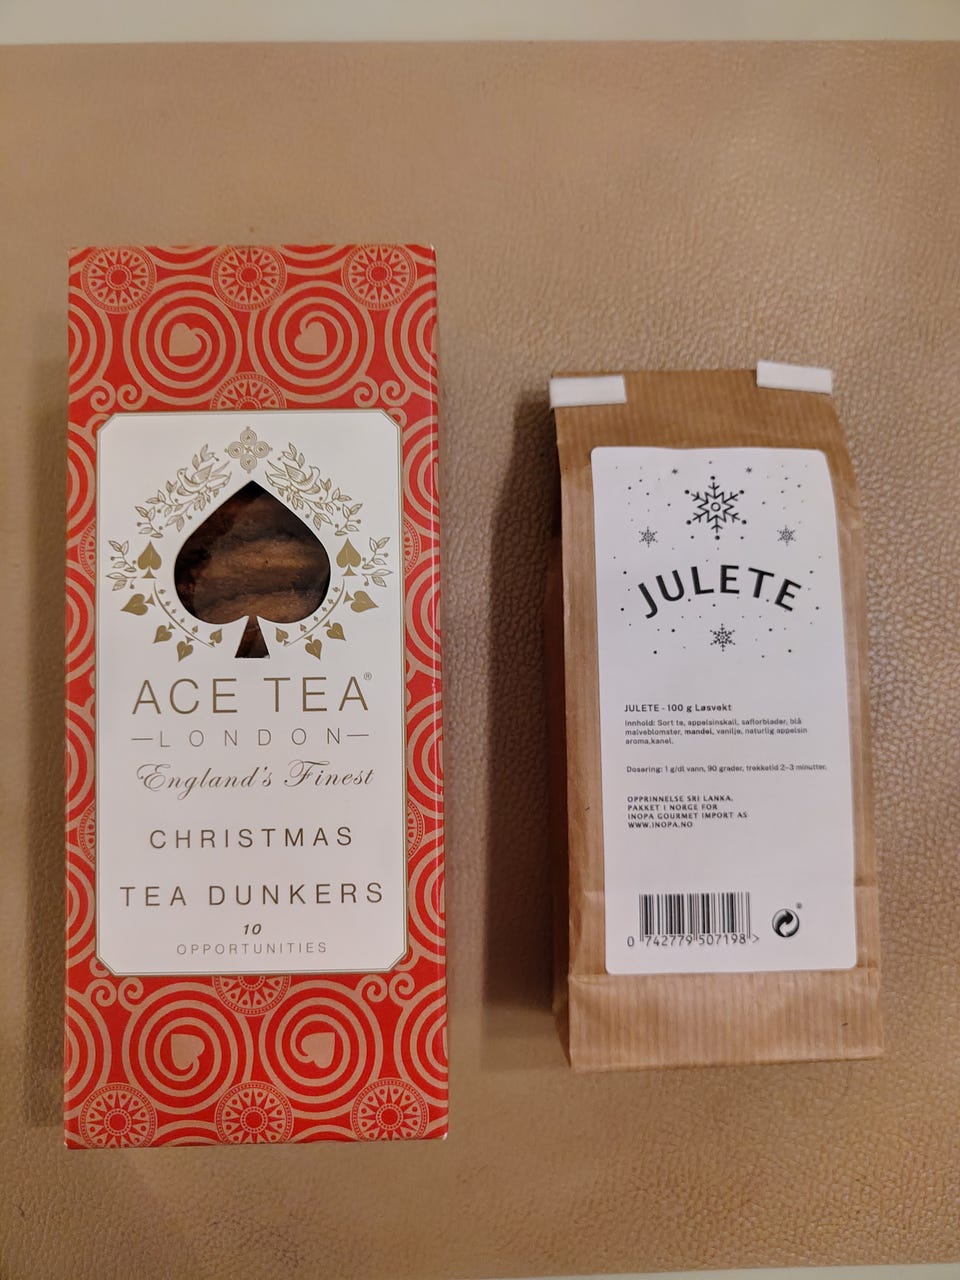 ACE TEA®
LONDON
England's Finest
CHRISTMAS
TEA DUNKERS
10
OPPORTUNITIES
JULETE
JULETE - 100 g Løsvekt
Innhold: Sort te, appelsinskall, saflorblader, blå
malveblomster, mandel, vanilje, naturlig appelsin
aroma,kanel.
Dosering: 1 g/dl vann, 90 grader, trekketid 2–3 minutter.
OPPRINNELSE SRI LANKA.
PAKKET I NORGE FOR
INOPA GOURMET IMPORT AS
WWW.INOPA.NO
0 742779 507198 >